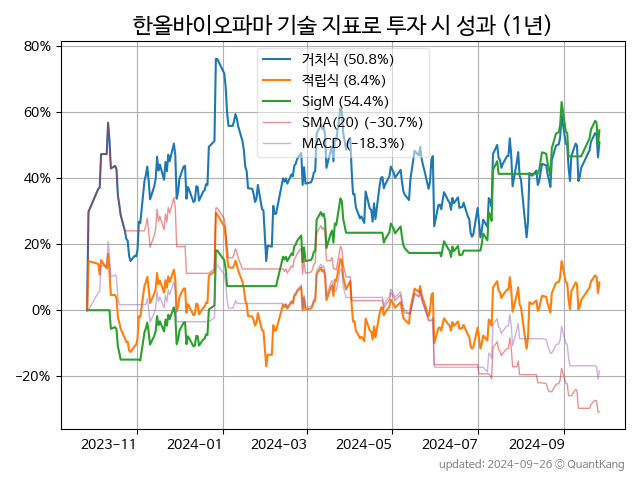 한올바이오파마 기술 지표로 투자 시 성과 (1년)
80%
60%
40%
20%
0%
−20%
거치식 (50.8%)
적립식 (8.4%)
SigM (54.4%)
SMA(20) (−30.7%)
MACD (−18.3%)
2023-11
2024-01
2024-03
2024-05
2024-07
2024-09
updated: 2024-09-26 © QuantKang